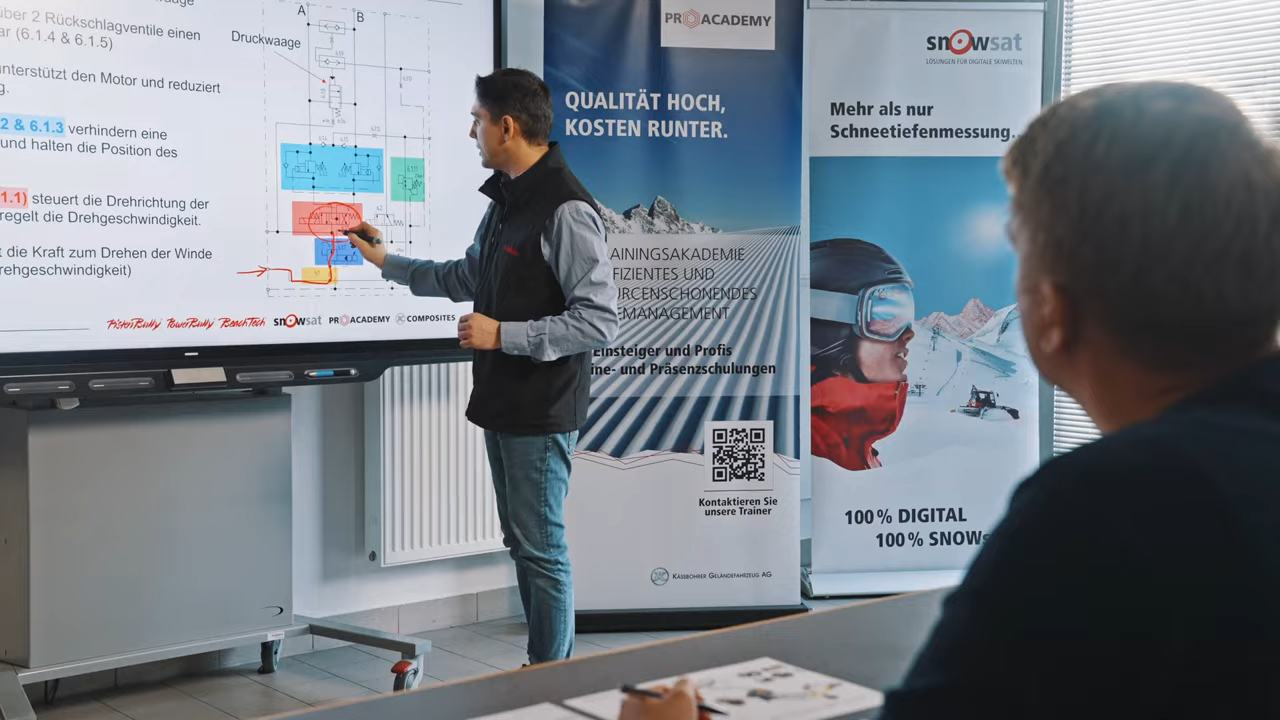 über 2 Rückschlagventile einen
(6.1.4 & 6.1.5)
unterstützt den Motor und reduziert
2 & 6.1.3 verhindern eine
und halten die Position des
1.1) steuert die Drehrichtung der
regelt die Drehgeschwindigkeit.
die Kraft zum Drehen der Winde
Drehgeschwindigkeit)
A
B
Druckwaage
PistenBully PowerBully BeachTech snowsat PROACADEMY COMPOSITES
PROACADEMY
QUALITÄT HOCH,
KOSTEN RUNTER.
AININGSAKADEMIE
FIZIENTES UND
URCENSCHONENDES
EMANAGEMENT
Einsteiger und Profis
ine- und Präsenzschulungen
Kontaktieren Sie
unsere Trainer
KÄSSBOHRER GELÄNDEFAHRZEUG AG
snowsat
LÖSUNGEN FÜR DIGITALE SKIWELTEN
Mehr als nur
Schneetiefenmessung.
100 % DIGITAL
100 % SNOWs